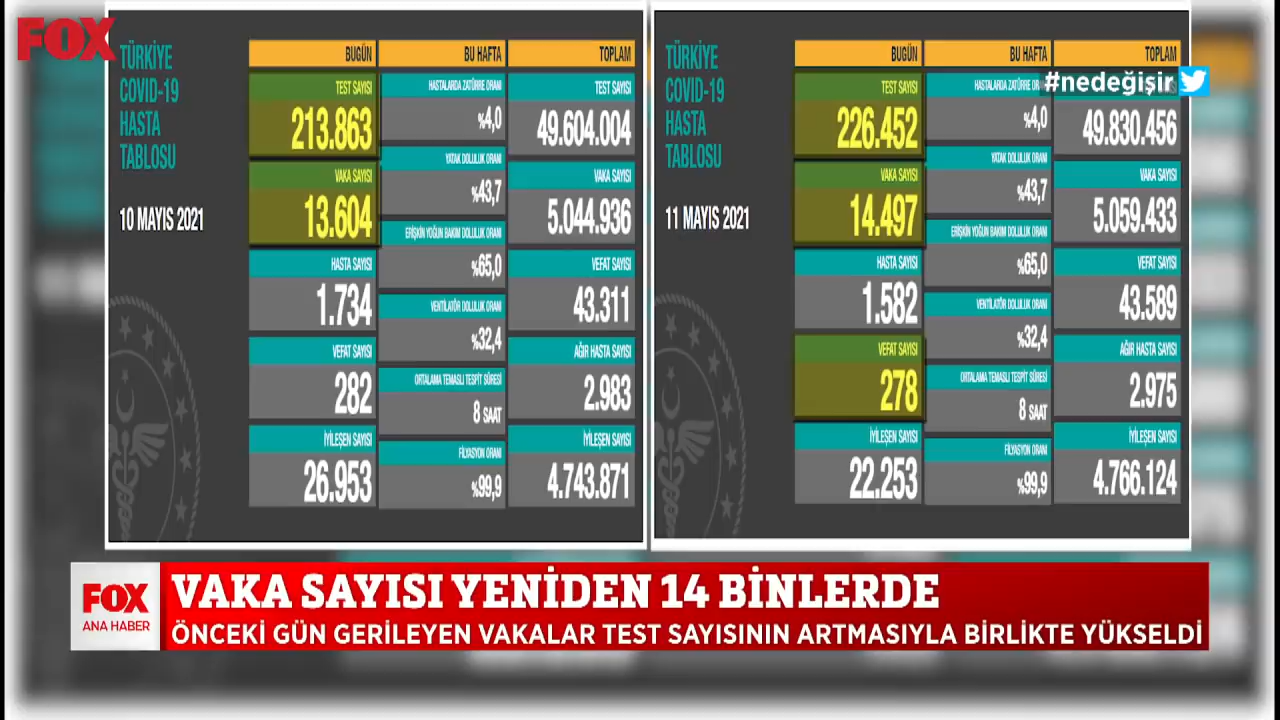 FOX
TÜRKİYE
COVID-19
HASTA
TABLOSU
10 MAYIS 2021
BUGÜN
TEST SAYISI
213.863
VAKA SAYISI
13.604
HASTA SAYISI
1.734
VEFAT SAYISI
282
İYİLEŞEN SAYISI
26.953
BU HAFTA
HASTALARDA ZATÜRRE ORANI
%4,0
YATAK DOLULUK ORANI
%43,7
ERİŞKİN YOĞUN BAKIM DOLULUK ORANI
%65,0
VENTİLATÖR DOLULUK ORANI
%32,4
ORTALAMA TEMASLI TESPİT SÜRESİ
8 SAAT
FİLYASYON ORANI
%99,9
TOPLAM
TEST SAYISI
49.604.004
VAKA SAYISI
5.044.936
VEFAT SAYISI
43.311
AĞIR HASTA SAYISI
2.983
İYİLEŞEN SAYISI
4.743.871
TÜRKİYE
COVID-19
HASTA
TABLOSU
11 MAYIS 2021
BUGÜN
TEST SAYISI
226.452
VAKA SAYISI
14.497
HASTA SAYISI
1.582
VEFAT SAYISI
278
İYİLEŞEN SAYISI
22.253
BU HAFTA
HASTALARDA ZATÜRRE
%4,0
YATAK DOLULUK ORANI
%43,7
ERİŞKİN YOĞUN BAKIM DOLULUK ORANI
%65,0
VENTİLATÖR DOLULUK ORANI
%32,4
ORTALAMA TEMASLI TESPİT SÜRESİ
8 SAAT
FİLYASYON ORANI
%99,9
TOPLAM
#nedeğişir
49.830.456
VAKA SAYISI
5.059.433
VEFAT SAYISI
43.589
AĞIR HASTA SAYISI
2.975
İYİLEŞEN SAYISI
4.766.124
FOX
ANA HABER
VAKA SAYISI YENİDEN 14 BİNLERDE
ÖNCEKİ GÜN GERİLEYEN VAKALAR TEST SAYISININ ARTMASIYLA BİRLİKTE YÜKSELDİ